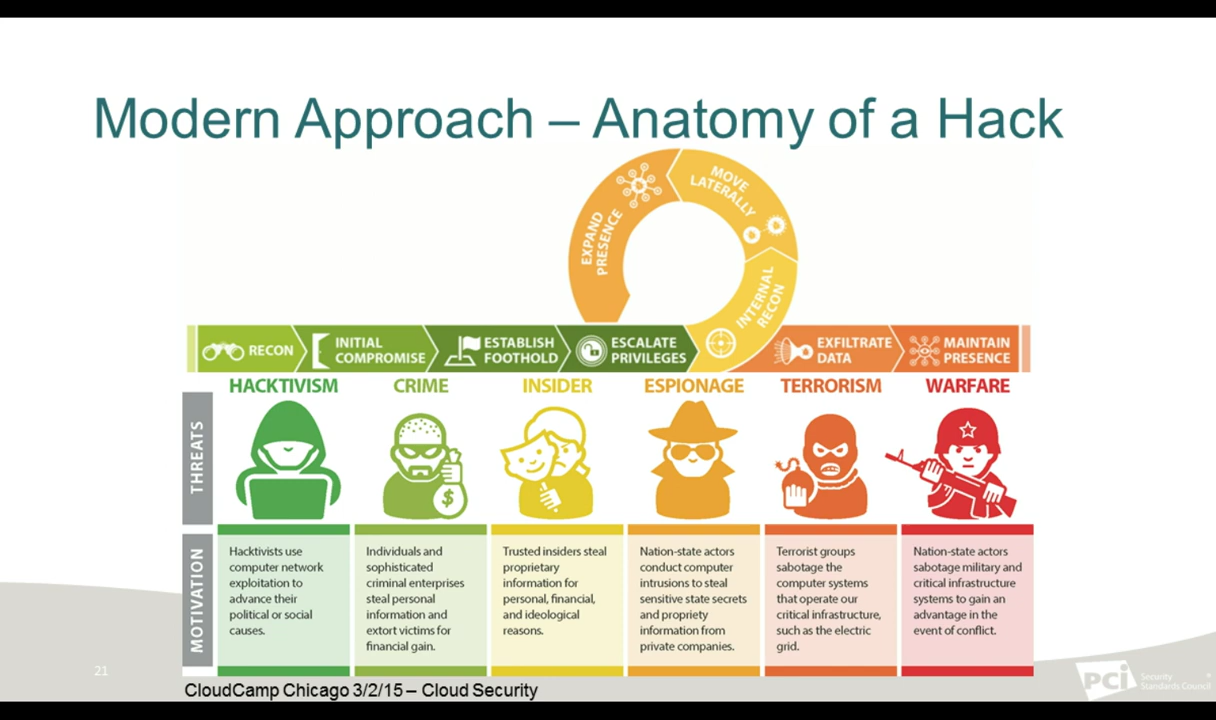 Modern Approach – Anatomy of a Hack
EXPAND
PRESENCE
MOVE
LATERALLY
INTERNAL
RECON
RECON
INITIAL
COMPROMISE
ESTABLISH
FOOTHOLD
ESCALATE
PRIVILEGES
EXFILTRATE
DATA
MAINTAIN
PRESENCE
HACKTIVISM
CRIME
INSIDER
ESPIONAGE
TERRORISM
WARFARE
THREATS
$
MOTIVATION
Hacktivists use
computer network
exploitation to
advance their
political or social
causes.
Individuals and
sophisticated
criminal enterprises
steal personal
information and
extort victims for
financial gain.
Trusted insiders steal
proprietary
information for
personal, financial,
and ideological
reasons.
Nation-state actors
conduct computer
intrusions to steal
sensitive state secrets
and propriety
information from
private companies.
Terrorist groups
sabotage the
computer systems
that operate our
critical infrastructure,
such as the electric
grid.
Nation-state actors
sabotage military and
critical infrastructure
systems to gain an
advantage in the
event of conflict.
21
CloudCamp Chicago 3/2/15 – Cloud Security
PCi
Security
Standards Council
®